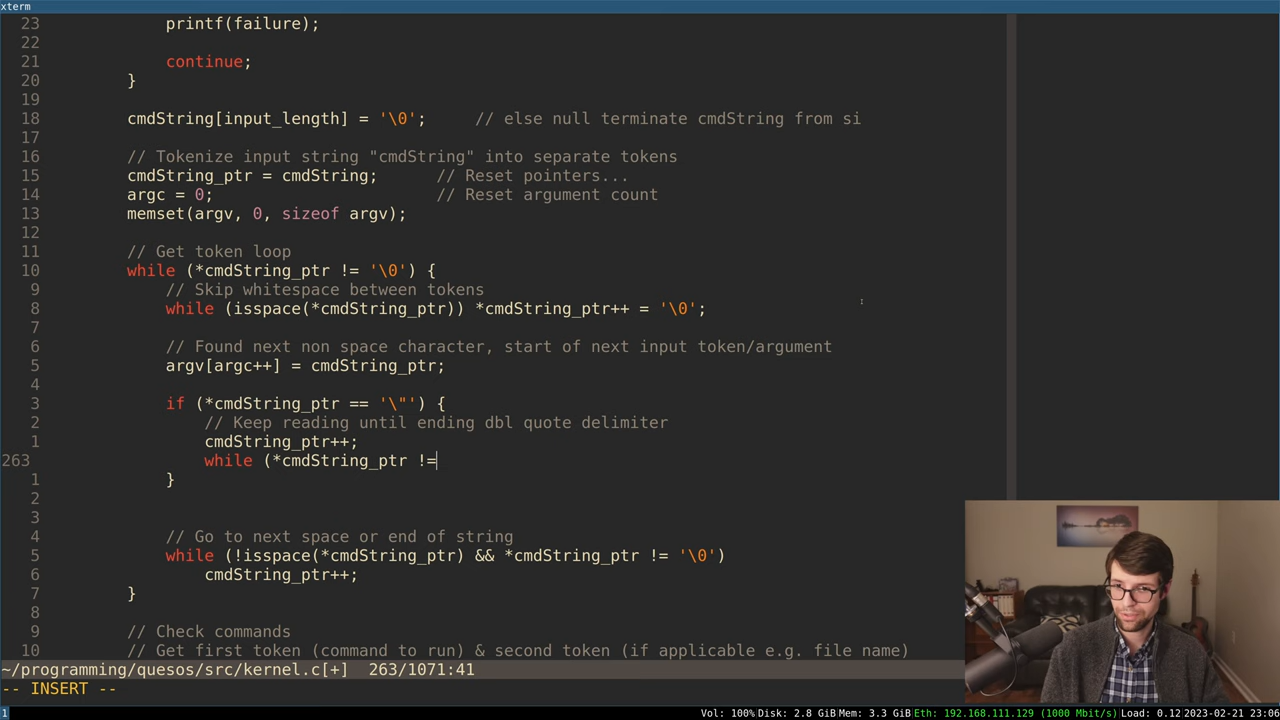 xterm
23 printf(failure);
22
21 continue;
20 }
19
18 cmdString[input_length] = '\0';     // else null terminate cmdString from si
17
16 // Tokenize input string "cmdString" into separate tokens
15 cmdString_ptr = cmdString;      // Reset pointers...
14 argc = 0;                       // Reset argument count
13 memset(argv, 0, sizeof argv);
12
11 // Get token loop
10 while (*cmdString_ptr != '\0') {
9 // Skip whitespace between tokens
8 while (isspace(*cmdString_ptr)) *cmdString_ptr++ = '\0';
7
6 // Found next non space character, start of next input token/argument
5 argv[argc++] = cmdString_ptr;
4
3 if (*cmdString_ptr == '\"') {
2 // Keep reading until ending dbl quote delimiter
1 cmdString_ptr++;
263 while (*cmdString_ptr !=
1 }
2
3
4 // Go to next space or end of string
5 while (!isspace(*cmdString_ptr) && *cmdString_ptr != '\0')
6 cmdString_ptr++;
7 }
8
9 // Check commands
10 // Get first token (command to run) & second token (if applicable e.g. file name)
~/programming/quesos/src/kernel.c[+]  263/1071:41
-- INSERT --
1 Vol: 100% Disk: 2.8 GiB Mem: 3.3 GiB Eth: 192.168.111.129 (1000 Mbit/s) Load: 0.12 2023-02-21 23:06